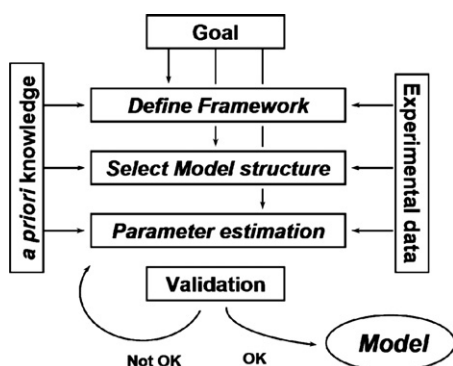 Goal
a priori knowledge
Define Framework
Experimental data
Select Model structure
Parameter estimation
Validation
Model
Not OK
OK